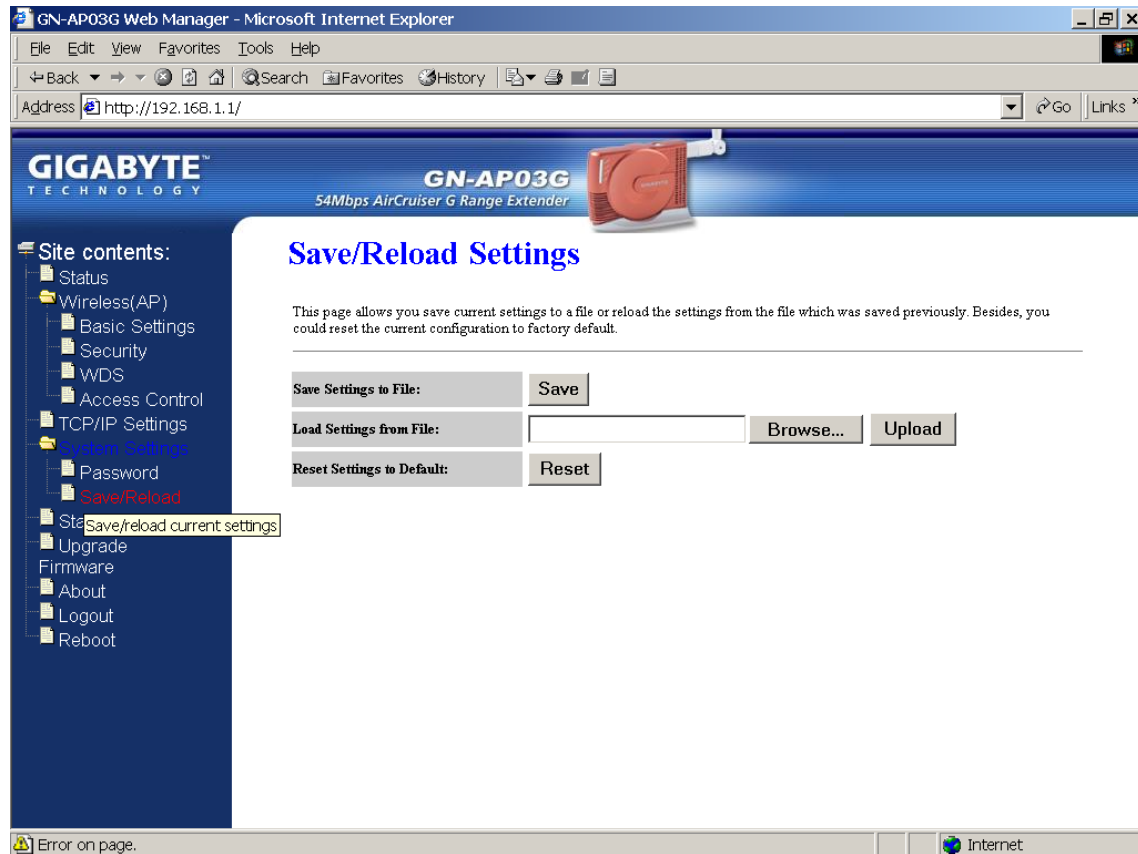 GN-AP03G Web Manager - Microsoft Internet Explorer
File Edit View Favorites Tools Help
Back Search Favorites History
Address http://192.168.1.1/ Go Links »
GIGABYTE™
TECHNOLOGY
GN-AP03G
54Mbps AirCruiser G Range Extender
Site contents:
Status
Wireless(AP)
Basic Settings
Security
WDS
Access Control
TCP/IP Settings
System Settings
Password
Save/Reload
Sta
Save/reload current settings
Upgrade
Firmware
About
Logout
Reboot
Save/Reload Settings
This page allows you save current settings to a file or reload the settings from the file which was saved previously. Besides, you
could reset the current configuration to factory default.
Save Settings to File: Save
Load Settings from File: Browse... Upload
Reset Settings to Default: Reset
Error on page. Internet